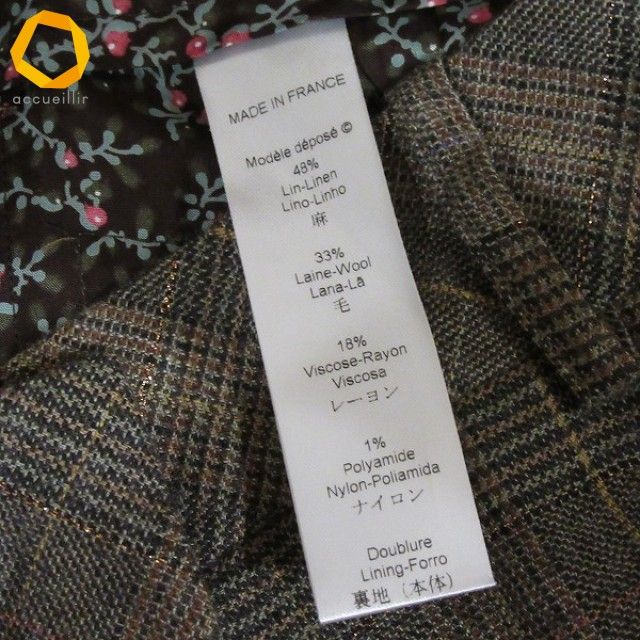 accueillir
MADE IN FRANCE
Modèle déposé ©
48%
Lin-Linen
Lino-Linho
麻
33%
Laine-Wool
Lana-Lã
毛
18%
Viscose-Rayon
Viscosa
レーヨン
1%
Polyamide
Nylon-Poliamida
ナイロン
Doublure
Lining-Forro
裏地（本体）